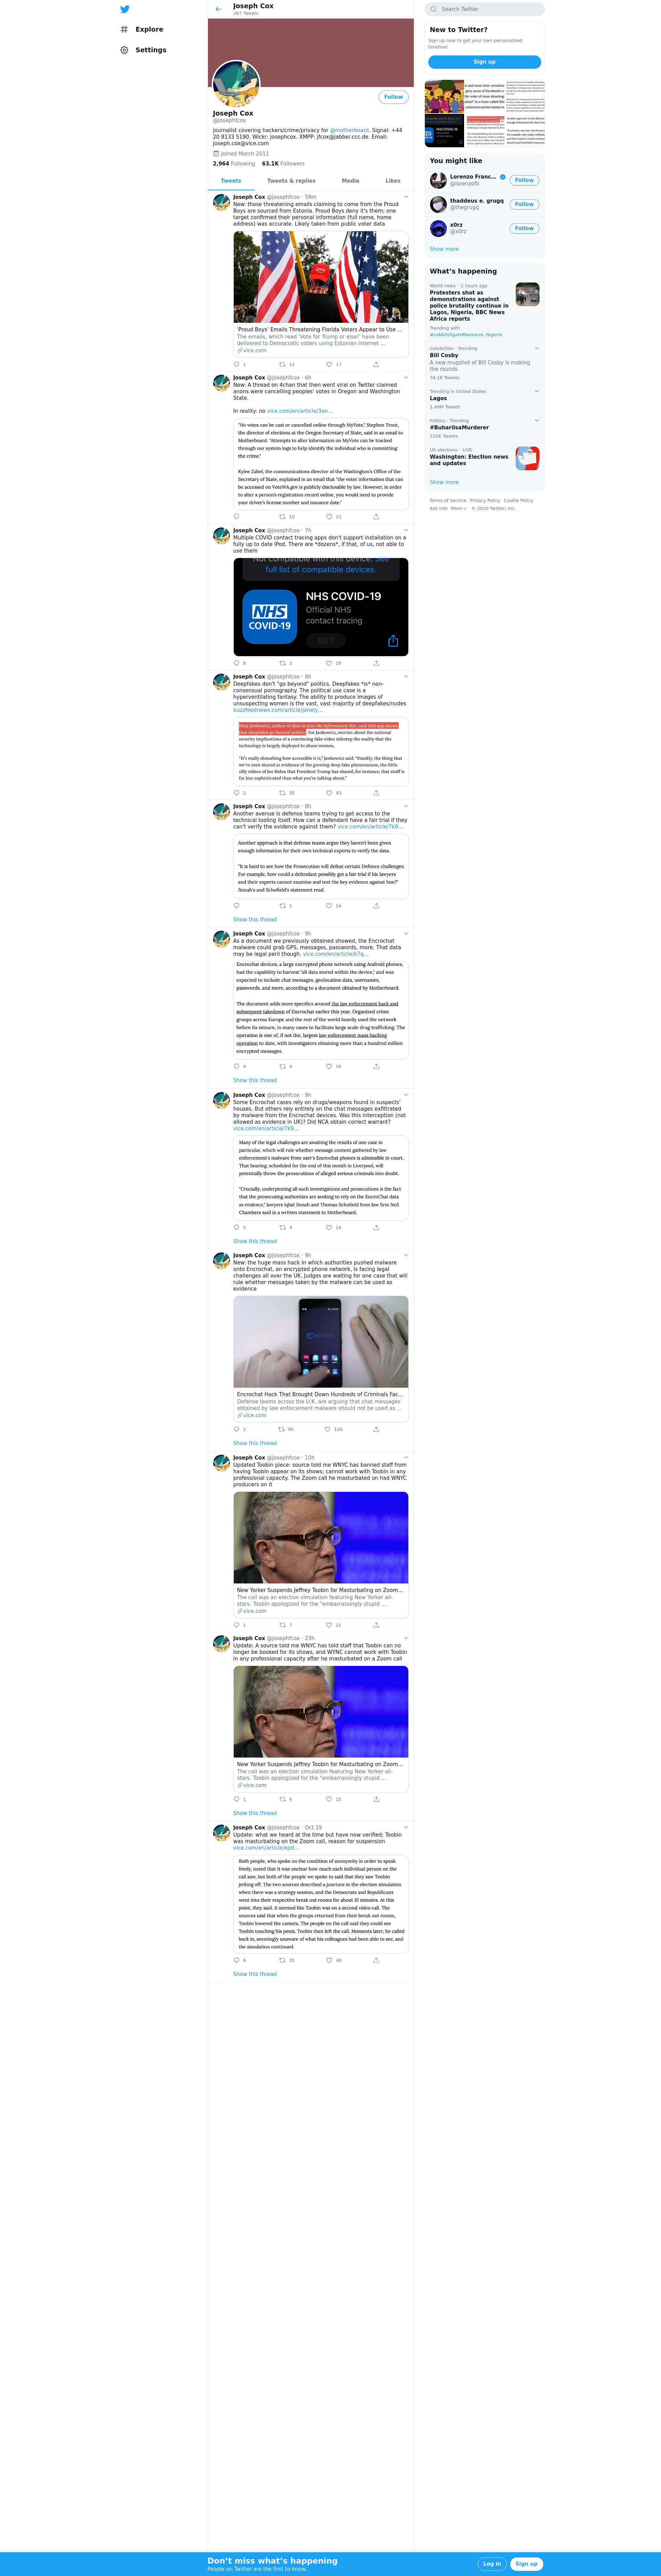 Explore
Settings
Joseph Cox
267 Tweets
Follow
Joseph Cox
@josephfcox
journalist covering hackers/crime/privacy for @motherboard. Signal: +44
20 8133 5190. Wickr: josephcox. XMPP: jfcox@jabber.ccc.de. Email:
joseph.cox@vice.com
Joined March 2011
2,964 Following 63.1K Followers
Tweets Tweets & replies Media Likes
Joseph Cox @josephfcox · 59m
New: those threatening emails claiming to come from the Proud
Boys are sourced from Estonia. Proud Boys deny it's them; one
target confirmed their personal information (full name, home
address) was accurate. Likely taken from public voter data
'Proud Boys' Emails Threatening Florida Voters Appear to Use ...
The emails, which read 'Vote for Trump or else!' have been
delivered to Democratic voters using Estonian internet ...
vice.com
1 12 17
Joseph Cox @josephfcox · 6h
New: A thread on 4chan that then went viral on Twitter claimed
anons were cancelling peoples' votes in Oregon and Washington
State.
In reality: no vice.com/en/article/3an...
"No votes can be cast or cancelled online through MyVote," Stephen Trout,
the director of elections at the Oregon Secretary of State, said in an email to
Motherboard. "Attempts to alter information on MyVote can be tracked
through our system logs to help us identify the individual who is committing
the crime."
Kylee Zabel, the communications director of the Washington's Office of the
Secretary of State, explained in an email that "the voter information that can
be accessed on VoteWA.gov is publicly disclosable by law. However, in order
to alter a person's registration record online, you would need to provide
your driver's license number and issuance date."
10 21
Joseph Cox @josephfcox · 7h
Multiple COVID contact tracing apps don't support installation on a
fully up to date iPod. There are *dozens*, if that, of us, not able to
use them
Not compatible with this device. See
full list of compatible devices.
NHS
COVID-19
NHS COVID-19
Official NHS
contact tracing
GET
6 3 29
Joseph Cox @josephfcox · 8h
Deepfakes don't "go beyond" politics. Deepfakes *is* non-
consensual pornography. The political use case is a
hyperventilating fantasy. The ability to produce images of
unsuspecting women is the vast, vast majority of deepfakes/nudes
buzzfeednews.com/article/janely...
Nina Jankowicz, author of How to Lose the Information War, said this app shows
that deepfakes go beyond politics. For Jankowicz, worries about the national
security implications of a convincing fake video sidestep the reality that the
technology is largely deployed to abuse women.
"It's really disturbing how accessible it is," Jankowicz said. "Frankly, the thing that
we've seen shared as evidence of the growing deep fake phenomenon, the little
silly videos of Joe Biden that President Trump has shared, for instance, that stuff is
far less sophisticated than what you're talking about."
2 30 83
Joseph Cox @josephfcox · 8h
Another avenue is defense teams trying to get access to the
technical tooling itself. How can a defendant have a fair trial if they
can't verify the evidence against them? vice.com/en/article/7k9...
Another approach is that defense teams argue they haven't been given
enough information for their own technical experts to verify the data.
"It is hard to see how the Prosecution will defeat certain Defence challenges.
For example, how could a defendant possibly get a fair trial if his lawyers
and their experts cannot examine and test the key evidence against him?"
Jinnah's and Schofield's statement read.
1 14
Show this thread
Joseph Cox @josephfcox · 9h
As a document we previously obtained showed, the Encrochat
malware could grab GPS, messages, passwords, more. That data
may be legal peril though. vice.com/en/article/k7q...
Encrochat devices, a large encrypted phone network using Android phones,
had the capability to harvest "all data stored within the device," and was
expected to include chat messages, geolocation data, usernames,
passwords, and more, according to a document obtained by Motherboard.
The document adds more specifics around the law enforcement hack and
subsequent takedown of Encrochat earlier this year. Organized crime
groups across Europe and the rest of the world heavily used the network
before its seizure, in many cases to facilitate large scale drug trafficking. The
operation is one of, if not the, largest law enforcement mass hacking
operation to date, with investigators obtaining more than a hundred million
encrypted messages.
4 4 16
Show this thread
Joseph Cox @josephfcox · 9h
Some Encrochat cases rely on drugs/weapons found in suspects'
houses. But others rely entirely on the chat messages exfiltrated
by malware from the Encrochat devices. Was this interception (not
allowed as evidence in UK)? Did NCA obtain correct warrant?
vice.com/en/article/7k9...
Many of the legal challenges are awaiting the results of one case in
particular, which will rule whether message content gathered by law
enforcement's malware from user's Encrochat phones is admissible in court.
That hearing, scheduled for the end of this month in Liverpool, will
potentially throw the prosecutions of alleged serious criminals into doubt.
"Crucially, underpinning all such investigations and prosecutions is the fact
that the prosecuting authorities are seeking to rely on the EncroChat data
as evidence," lawyers Iqbal Jinnah and Thomas Schofield from law firm No5
Chambers said in a written statement to Motherboard.
5 4 14
Show this thread
Joseph Cox @josephfcox · 9h
New: the huge mass hack in which authorities pushed malware
onto Encrochat, an encrypted phone network, is facing legal
challenges all over the UK. Judges are waiting for one case that will
rule whether messages taken by the malware can be used as
evidence
Encrochat Hack That Brought Down Hundreds of Criminals Fac...
Defense teams across the U.K. are arguing that chat messages
obtained by law enforcement malware should not be used as ...
vice.com
2 95 126
Show this thread
Joseph Cox @josephfcox · 10h
Updated Toobin piece: source told me WNYC has banned staff from
having Toobin appear on its shows; cannot work with Toobin in any
professional capacity. The Zoom call he masturbated on had WNYC
producers on it
New Yorker Suspends Jeffrey Toobin for Masturbating on Zoom...
The call was an election simulation featuring New Yorker all-
stars. Toobin apologized for the "embarrassingly stupid ...
vice.com
1 7 21
Joseph Cox @josephfcox · 23h
Update: A source told me WNYC has told staff that Toobin can no
longer be booked for its shows, and WYNC cannot work with Toobin
in any professional capacity after he masturbated on a Zoom call
New Yorker Suspends Jeffrey Toobin for Masturbating on Zoom...
The call was an election simulation featuring New Yorker all-
stars. Toobin apologized for the "embarrassingly stupid ...
vice.com
1 6 13
Show this thread
Joseph Cox @josephfcox · Oct 19
Update: what we heard at the time but have now verified; Toobin
was masturbating on the Zoom call, reason for suspension
vice.com/en/article/epd...
Both people, who spoke on the condition of anonymity in order to speak
freely, noted that it was unclear how much each individual person on the
call saw, but both of the people we spoke to said that they saw Toobin
jerking off. The two sources described a juncture in the election simulation
when there was a strategy session, and the Democrats and Republicans
went into their respective break out rooms for about 10 minutes. At this
point, they said, it seemed like Toobin was on a second video call. The
sources said that when the groups returned from their break out rooms,
Toobin lowered the camera. The people on the call said they could see
Toobin touching his penis. Toobin then left the call. Moments later, he called
back in, seemingly unaware of what his colleagues had been able to see, and
the simulation continued.
6 35 46
Show this thread
Search Twitter
New to Twitter?
Sign up now to get your own personalized
timeline!
Sign up
You might like
Lorenzo Franc...
@lorenzofb
Follow
thaddeus e. grugq
@thegrugq
Follow
x0rz
@x0rz
Follow
Show more
What's happening
World news · 2 hours ago
Protesters shot as
demonstrations against
police brutality continue in
Lagos, Nigeria, BBC News
Africa reports
Trending with
#LekkitollgateMassacre, Nigeria
Celebrities · Trending
Bill Cosby
A new mugshot of Bill Cosby is making
the rounds
34.1K Tweets
Trending in United States
Lagos
1.49M Tweets
Politics · Trending
#BuhariIsaMurderer
231K Tweets
US elections · LIVE
Washington: Election news
and updates
Show more
Terms of Service Privacy Policy Cookie Policy
Ads info More © 2020 Twitter, Inc.
Don't miss what's happening
People on Twitter are the first to know.
Log in Sign up